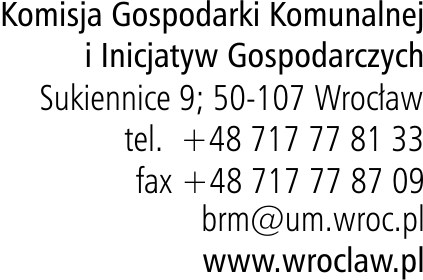 Komisja Gospodarki Komunalnej
i Inicjatyw Gospodarczych
Sukiennice 9; 50-107 Wrocław
tel. +48 717 77 81 33
fax +48 717 77 87 09
brm@um.wroc.pl
www.wroclaw.pl